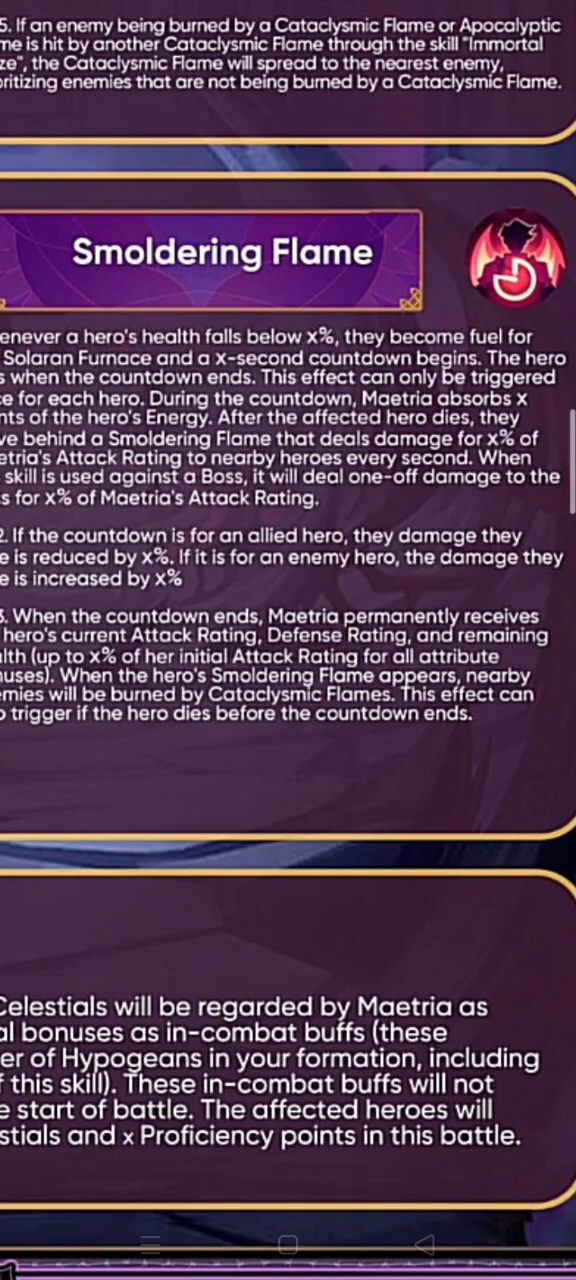 5. If an enemy being burned by a Cataclysmic Flame or Apocalyptic
me is hit by another Cataclysmic Flame through the skill "Immortal
ze", the Cataclysmic Flame will spread to the nearest enemy,
oritizing enemies that are not being burned by a Cataclysmic Flame.
Smoldering Flame
enever a hero's health falls below x%, they become fuel for
Solaran Furnace and a x-second countdown begins. The hero
s when the countdown ends. This effect can only be triggered
ce for each hero. During the countdown, Maetria absorbs x
nts of the hero's Energy. After the affected hero dies, they
ve behind a Smoldering Flame that deals damage for x% of
etria's Attack Rating to nearby heroes every second. When
skill is used against a Boss, it will deal one-off damage to the
s for x% of Maetria's Attack Rating.
2. If the countdown is for an allied hero, they damage they
e is reduced by x%. If it is for an enemy hero, the damage they
e is increased by x%
3. When the countdown ends, Maetria permanently receives
hero's current Attack Rating, Defense Rating, and remaining
lth (up to x% of her initial Attack Rating for all attribute
nuses). When the hero's Smoldering Flame appears, nearby
emies will be burned by Cataclysmic Flames. This effect can
o trigger if the hero dies before the countdown ends.
Celestials will be regarded by Maetria as
al bonuses as in-combat buffs (these
er of Hypogeans in your formation, including
f this skill). These in-combat buffs will not
e start of battle. The affected heroes will
stials and x Proficiency points in this battle.